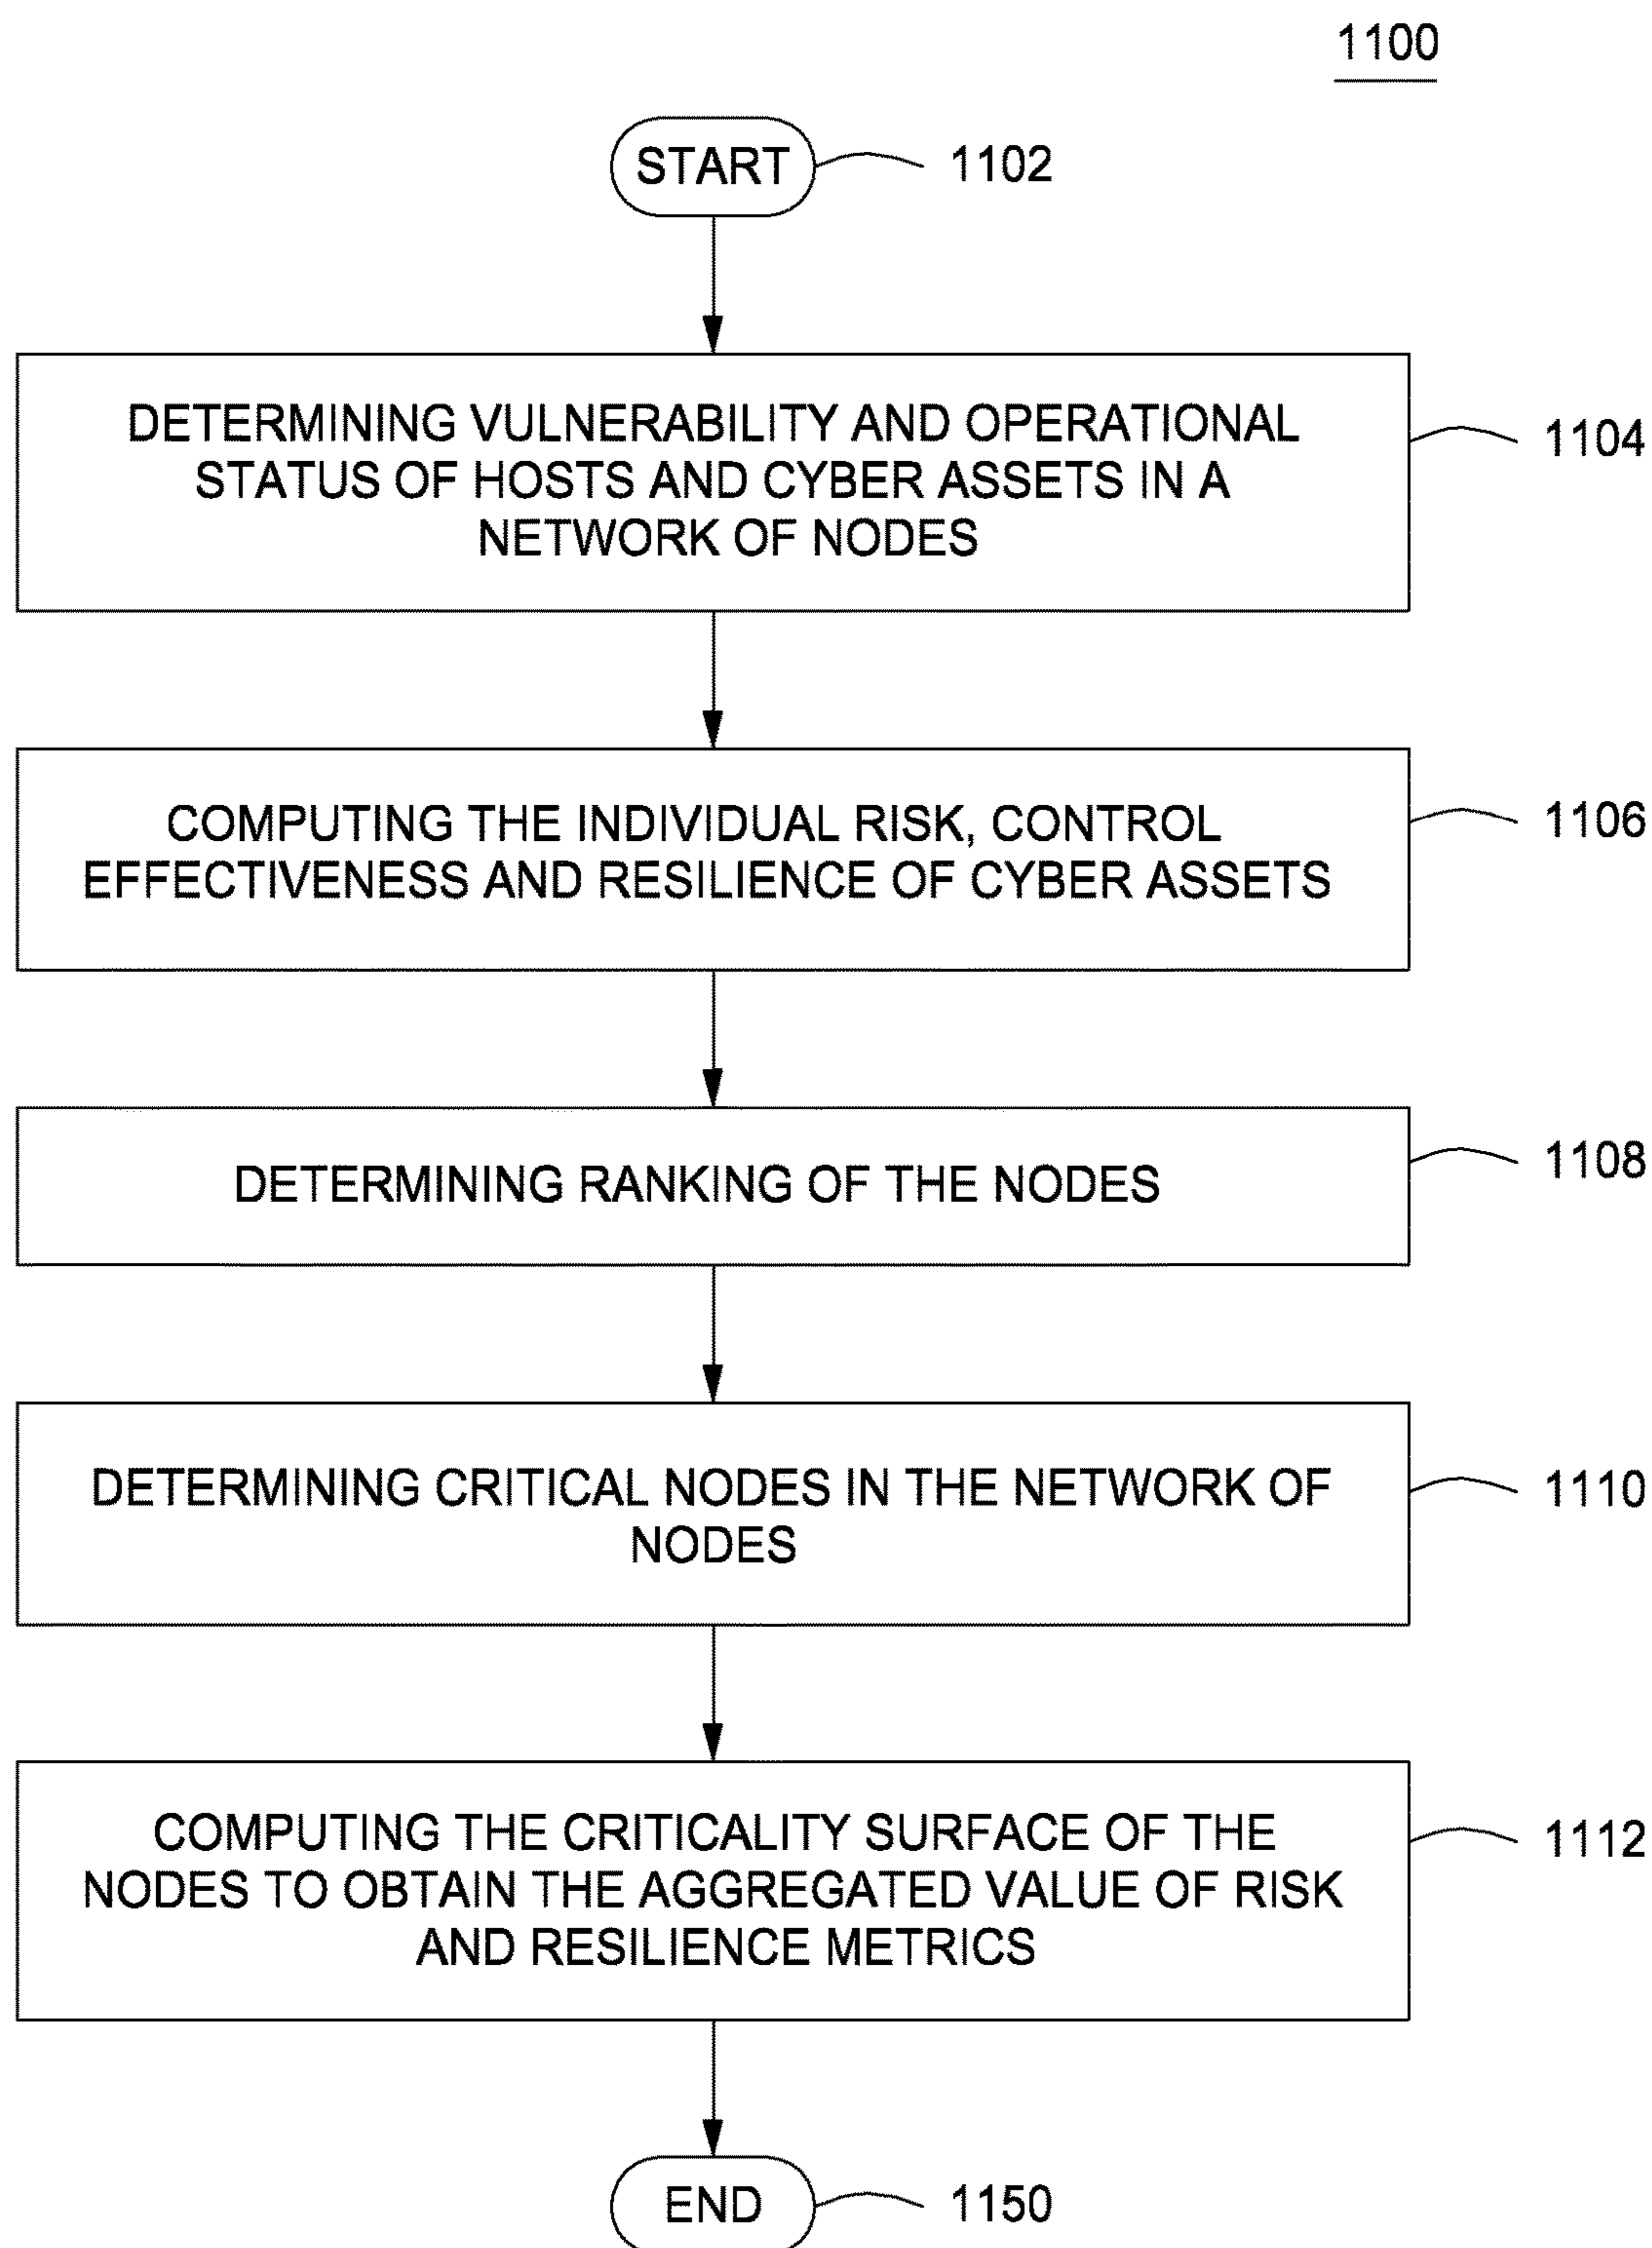 1100
START
1102
DETERMINING VULNERABILITY AND OPERATIONAL
STATUS OF HOSTS AND CYBER ASSETS IN A
NETWORK OF NODES
1104
COMPUTING THE INDIVIDUAL RISK, CONTROL
EFFECTIVENESS AND RESILIENCE OF CYBER ASSETS
1106
DETERMINING RANKING OF THE NODES
1108
DETERMINING CRITICAL NODES IN THE NETWORK OF
NODES
1110
COMPUTING THE CRITICALITY SURFACE OF THE
NODES TO OBTAIN THE AGGREGATED VALUE OF RISK
AND RESILIENCE METRICS
1112
END
1150